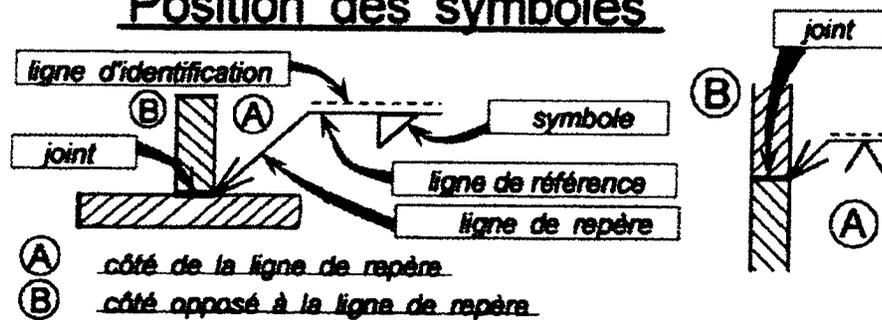 Position des symboles
joint
ligne d'identification
B
A
B
symbole
joint
ligne de référence
A
ligne de repère
A côté de la ligne de repère
B côté opposé à la ligne de repère